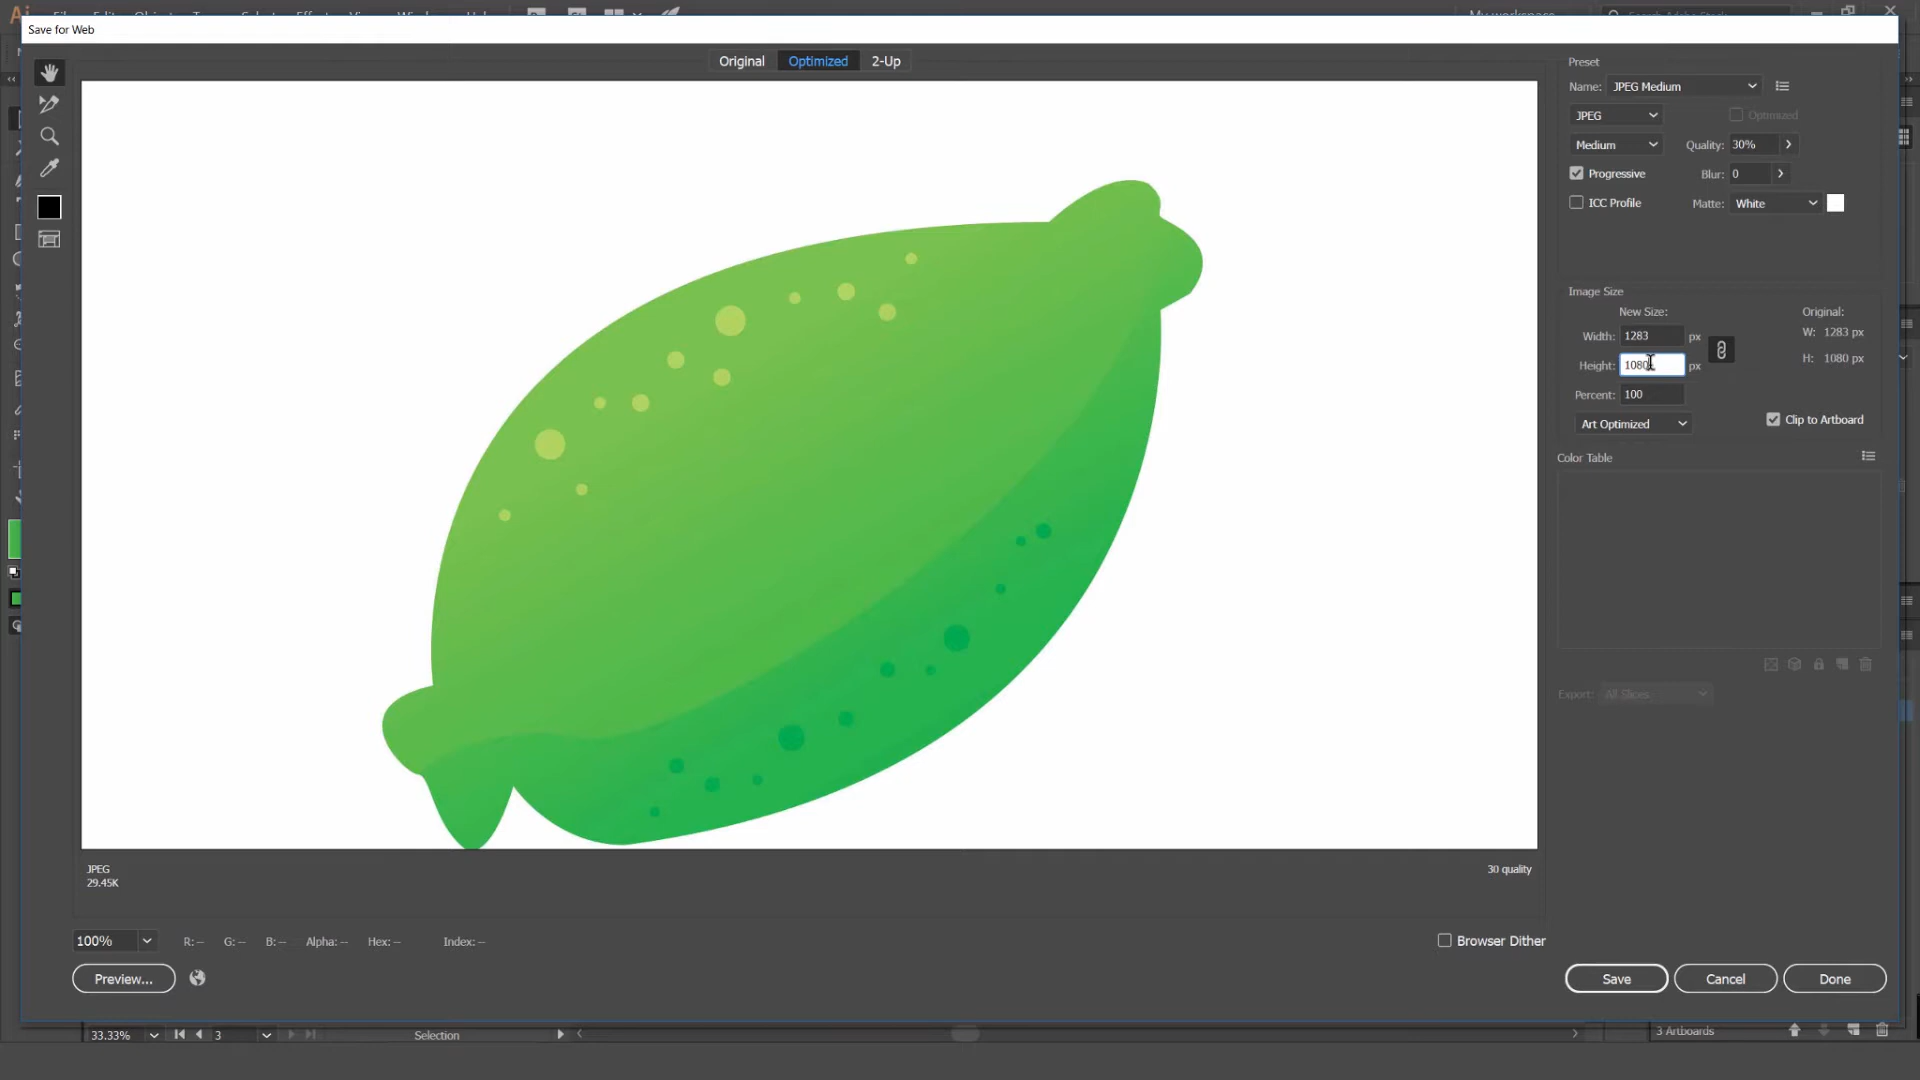 Save for Web
Original Optimized 2-Up
Preset
Name: JPEG Medium
JPEG Optimized
Medium Quality: 30%
Progressive Blur: 0
ICC Profile Matte: White
Image Size
New Size: Original:
Width: 1283 px W: 1283 px
Height: 1080 px H: 1080 px
Percent: 100
Art Optimized Clip to Artboard
Color Table
Export: All Slices
JPEG 30 quality
29.45K
100% R: -- G: -- B: -- Alpha: -- Hex: -- Index: -- Browser Dither
Preview... Save Cancel Done
33.33% 3 Selection 3 Artboards